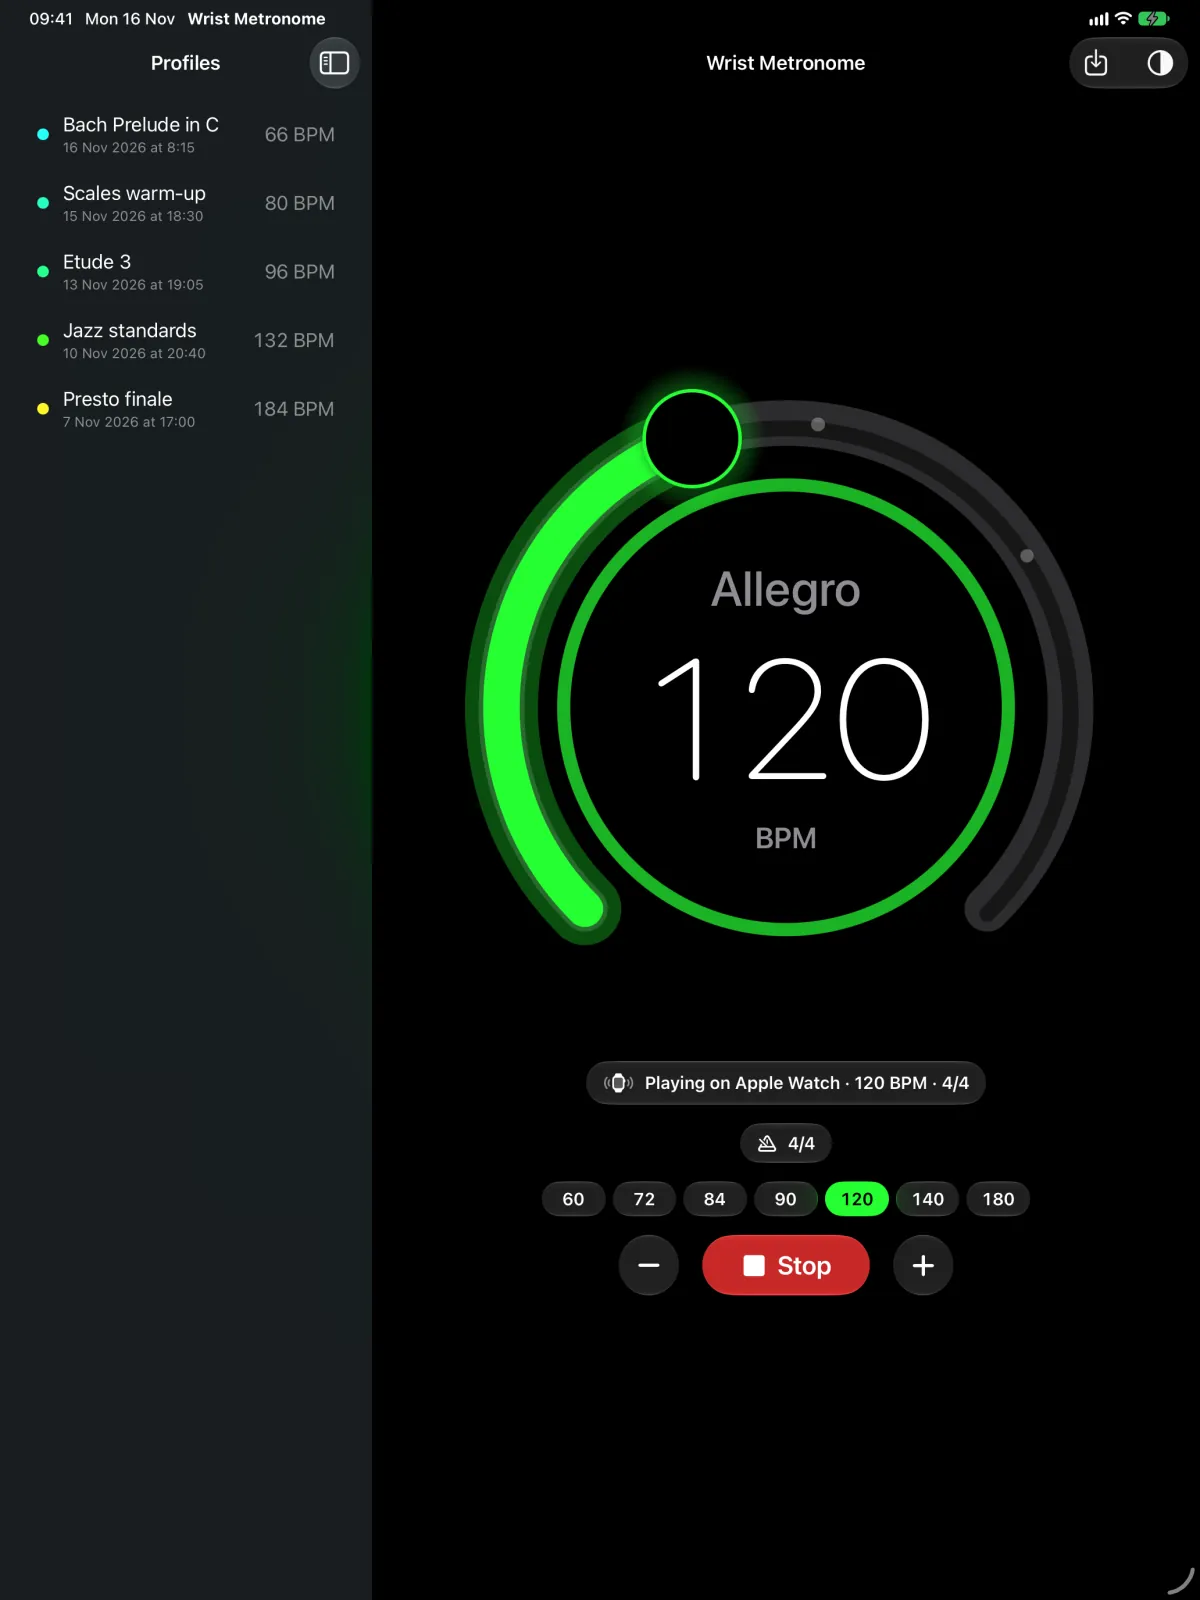 09:41 Mon 16 Nov Wrist Metronome
Profiles
Bach Prelude in C
16 Nov 2026 at 8:15
66 BPM
Scales warm-up
15 Nov 2026 at 18:30
80 BPM
Etude 3
13 Nov 2026 at 19:05
96 BPM
Jazz standards
10 Nov 2026 at 20:40
132 BPM
Presto finale
7 Nov 2026 at 17:00
184 BPM
Wrist Metronome
Allegro
120
BPM
Playing on Apple Watch · 120 BPM · 4/4
4/4
60 72 84 90 120 140 180
Stop